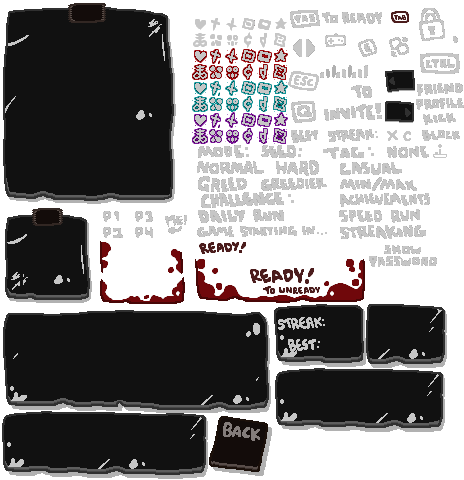 TAB TO READY TAB
ESC TO CTRL
Q INVITE! FRIEND
PROFILE
BEST STREAK: X C KICK
BLOCK
MODE: SOLO: TAG: NONE
NORMAL HARD CASUAL
GREED GREEDIER MIN/MAX
CHALLENGE: ACHIEVEMENTS
P1 P3 DAILY RUN SPEED RUN
P2 P4 GAME STARTING IN... STREAKING
READY! SHOW
PASSWORD
READY!
TO UNREADY
STREAK:
BEST:
BACK